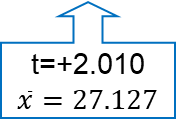 t=+2.010
x̄ = 27.127